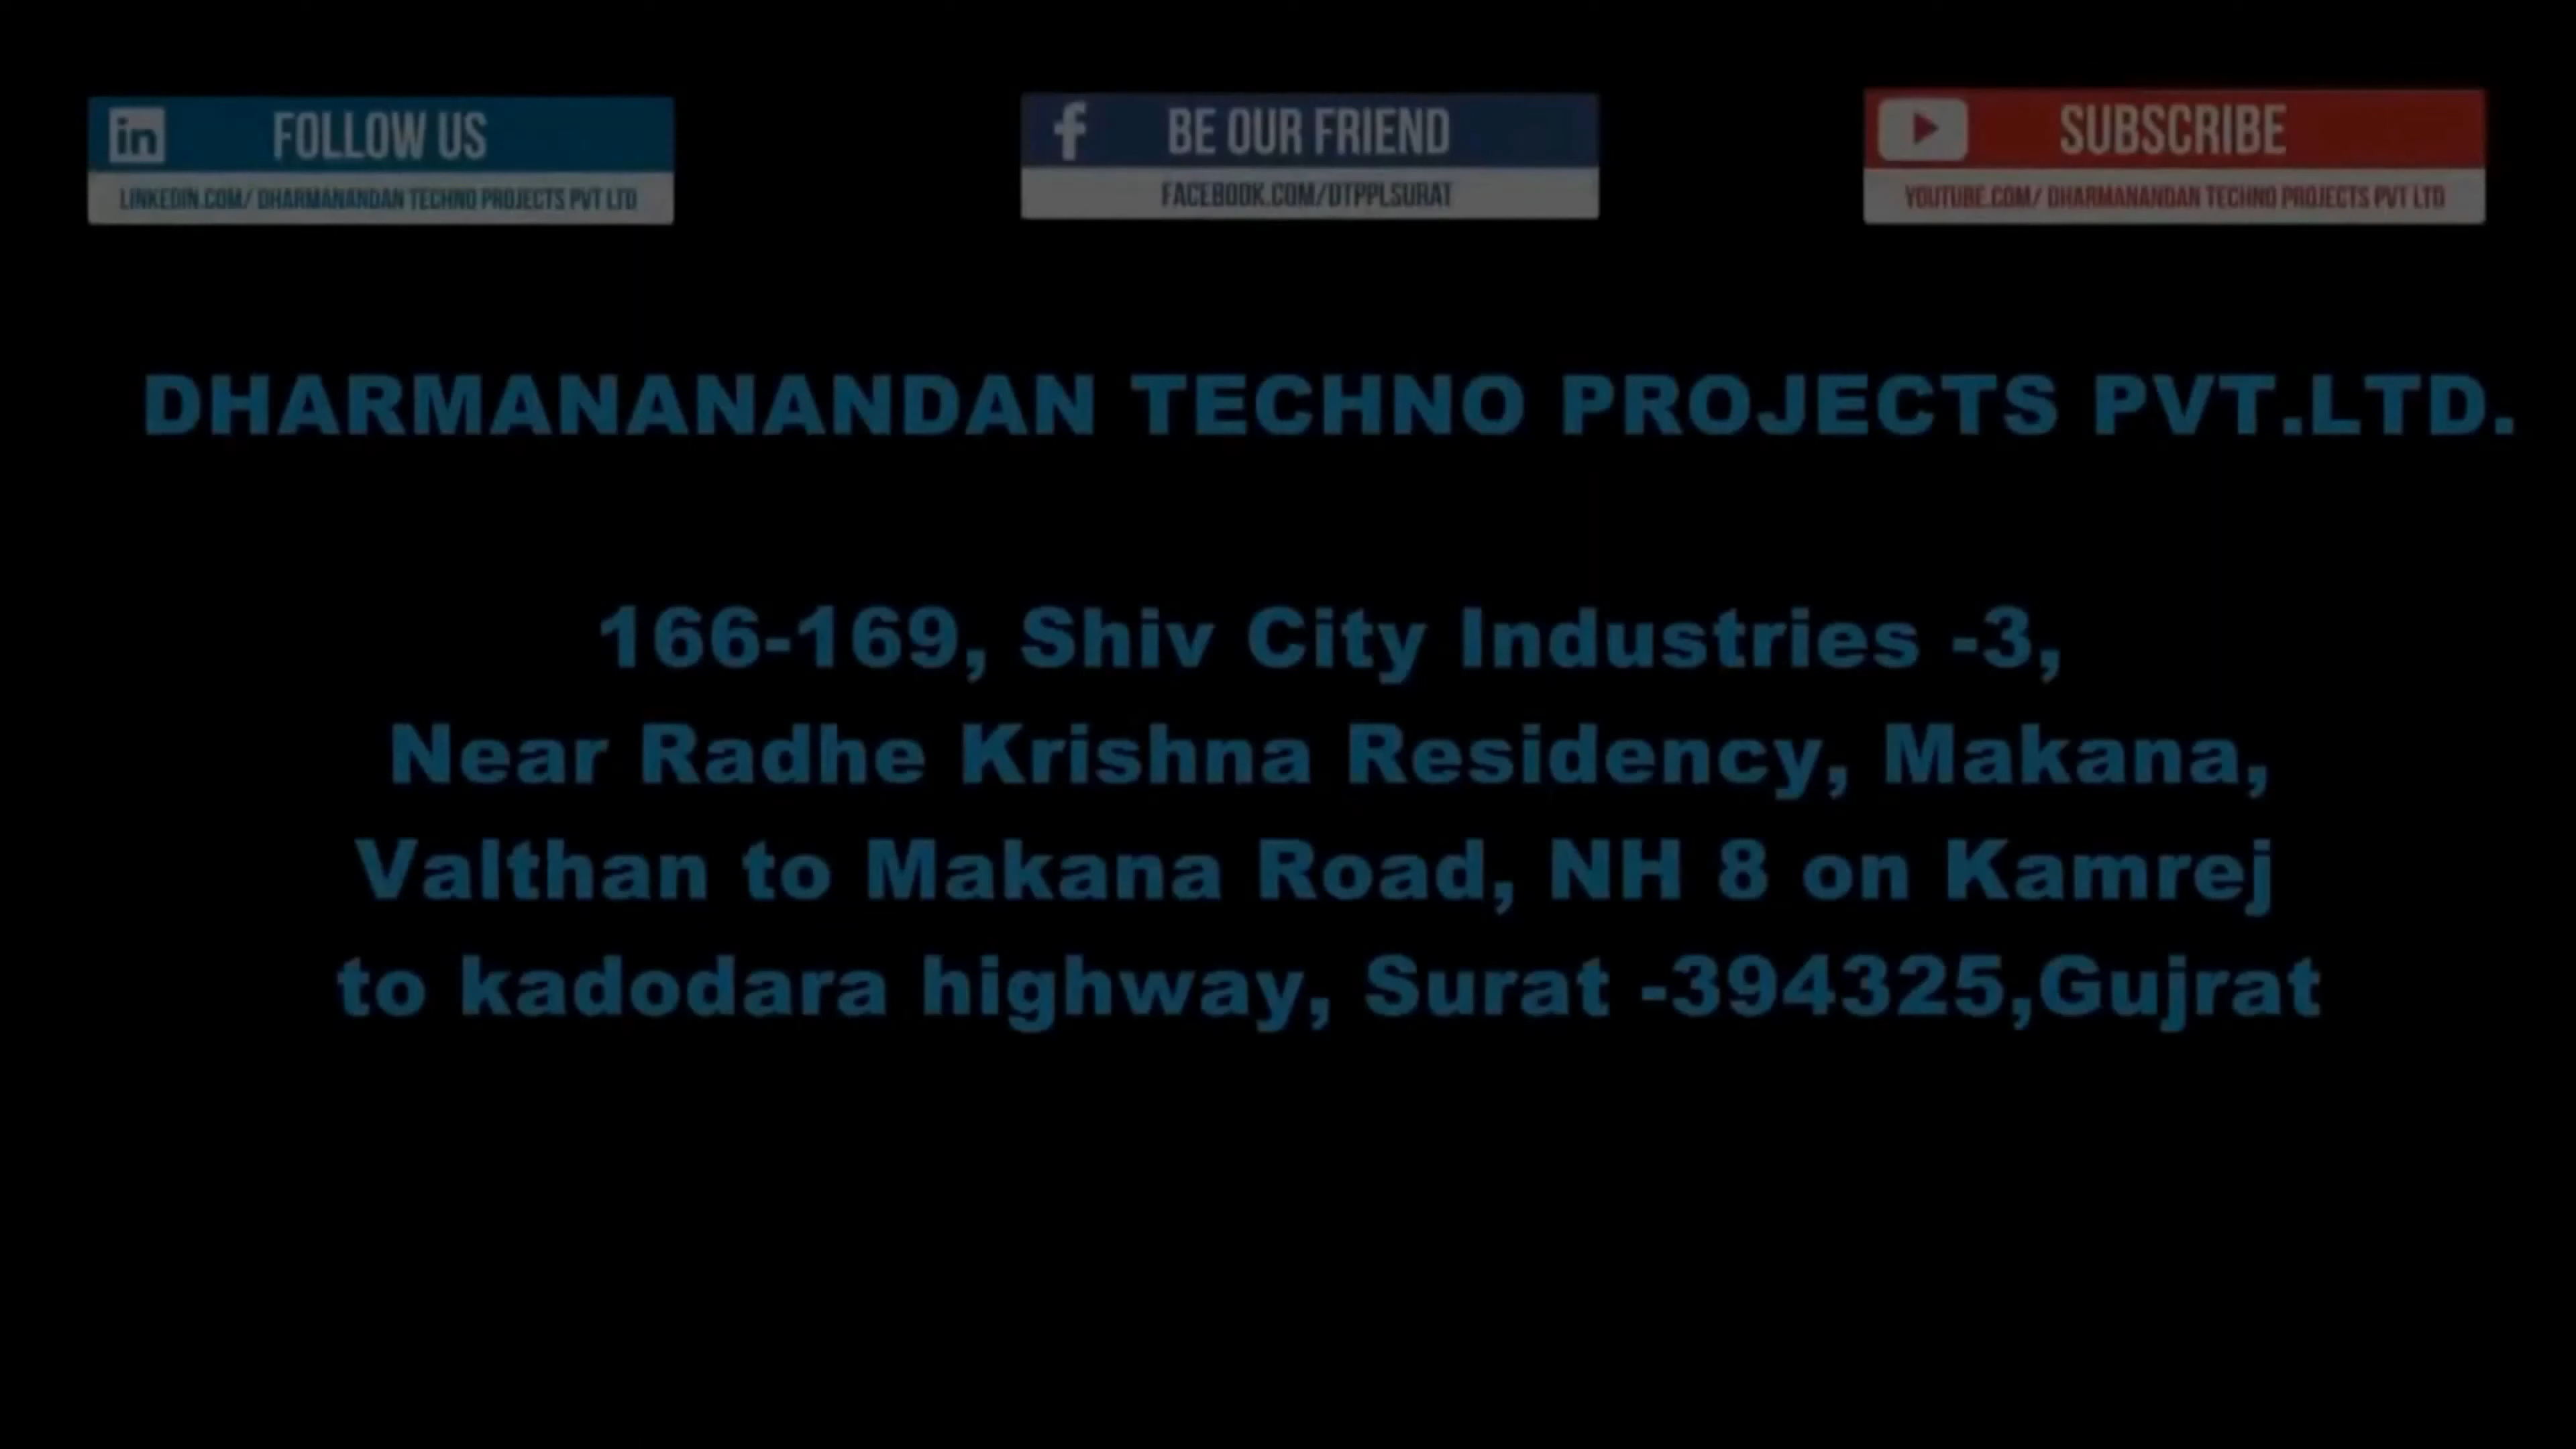 in FOLLOW US
LINKEDIN.COM/ DHARMANANDAN TECHNO PROJECTS PVT LTD
f BE OUR FRIEND
FACEBOOK.COM/DTPPLSURAT
SUBSCRIBE
YOUTUBE.COM/ DHARMANANDAN TECHNO PROJECTS PVT LTD
DHARMANANANDAN TECHNO PROJECTS PVT.LTD.
166-169, Shiv City Industries -3,
Near Radhe Krishna Residency, Makana,
Valthan to Makana Road, NH 8 on Kamrej
to kadodara highway, Surat -394325,Gujrat